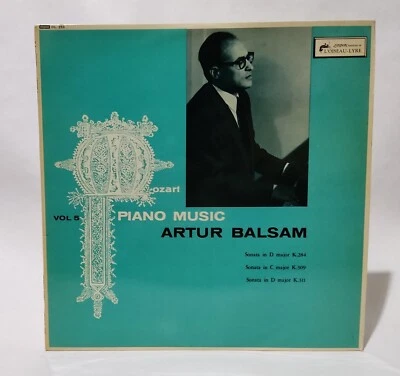 L'OISEAU-LYRE
Mozart
VOL 5 PIANO MUSIC
ARTUR BALSAM
Sonata in D major K.284
Sonata in C major K.309
Sonata in D major K.311